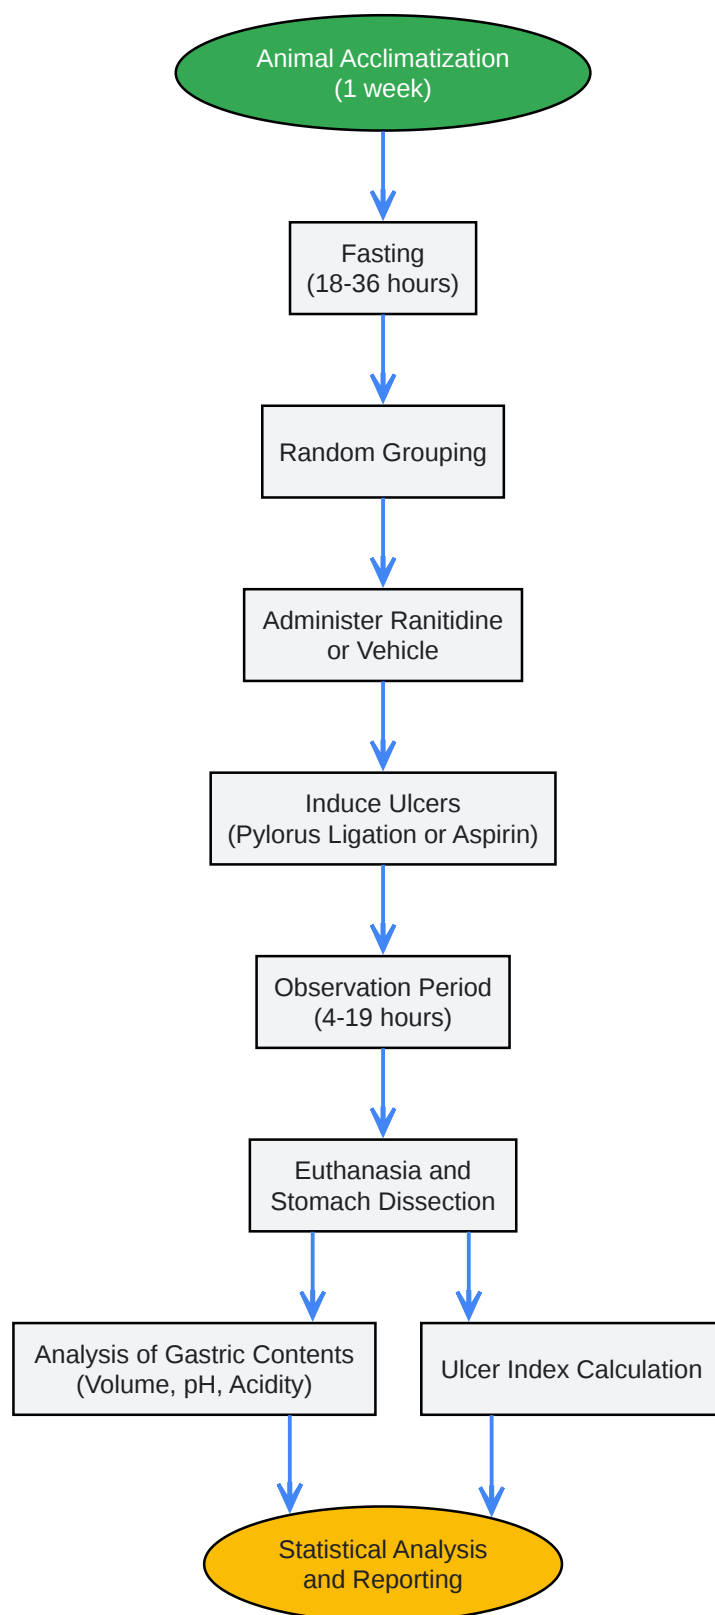 Animal Acclimatization
(1 week)
Fasting
(18-36 hours)
Random Grouping
Administer Ranitidine
or Vehicle
Induce Ulcers
(Pylorus Ligation or Aspirin)
Observation Period
(4-19 hours)
Euthanasia and
Stomach Dissection
Analysis of Gastric Contents
(Volume, pH, Acidity)
Ulcer Index Calculation
Statistical Analysis
and Reporting